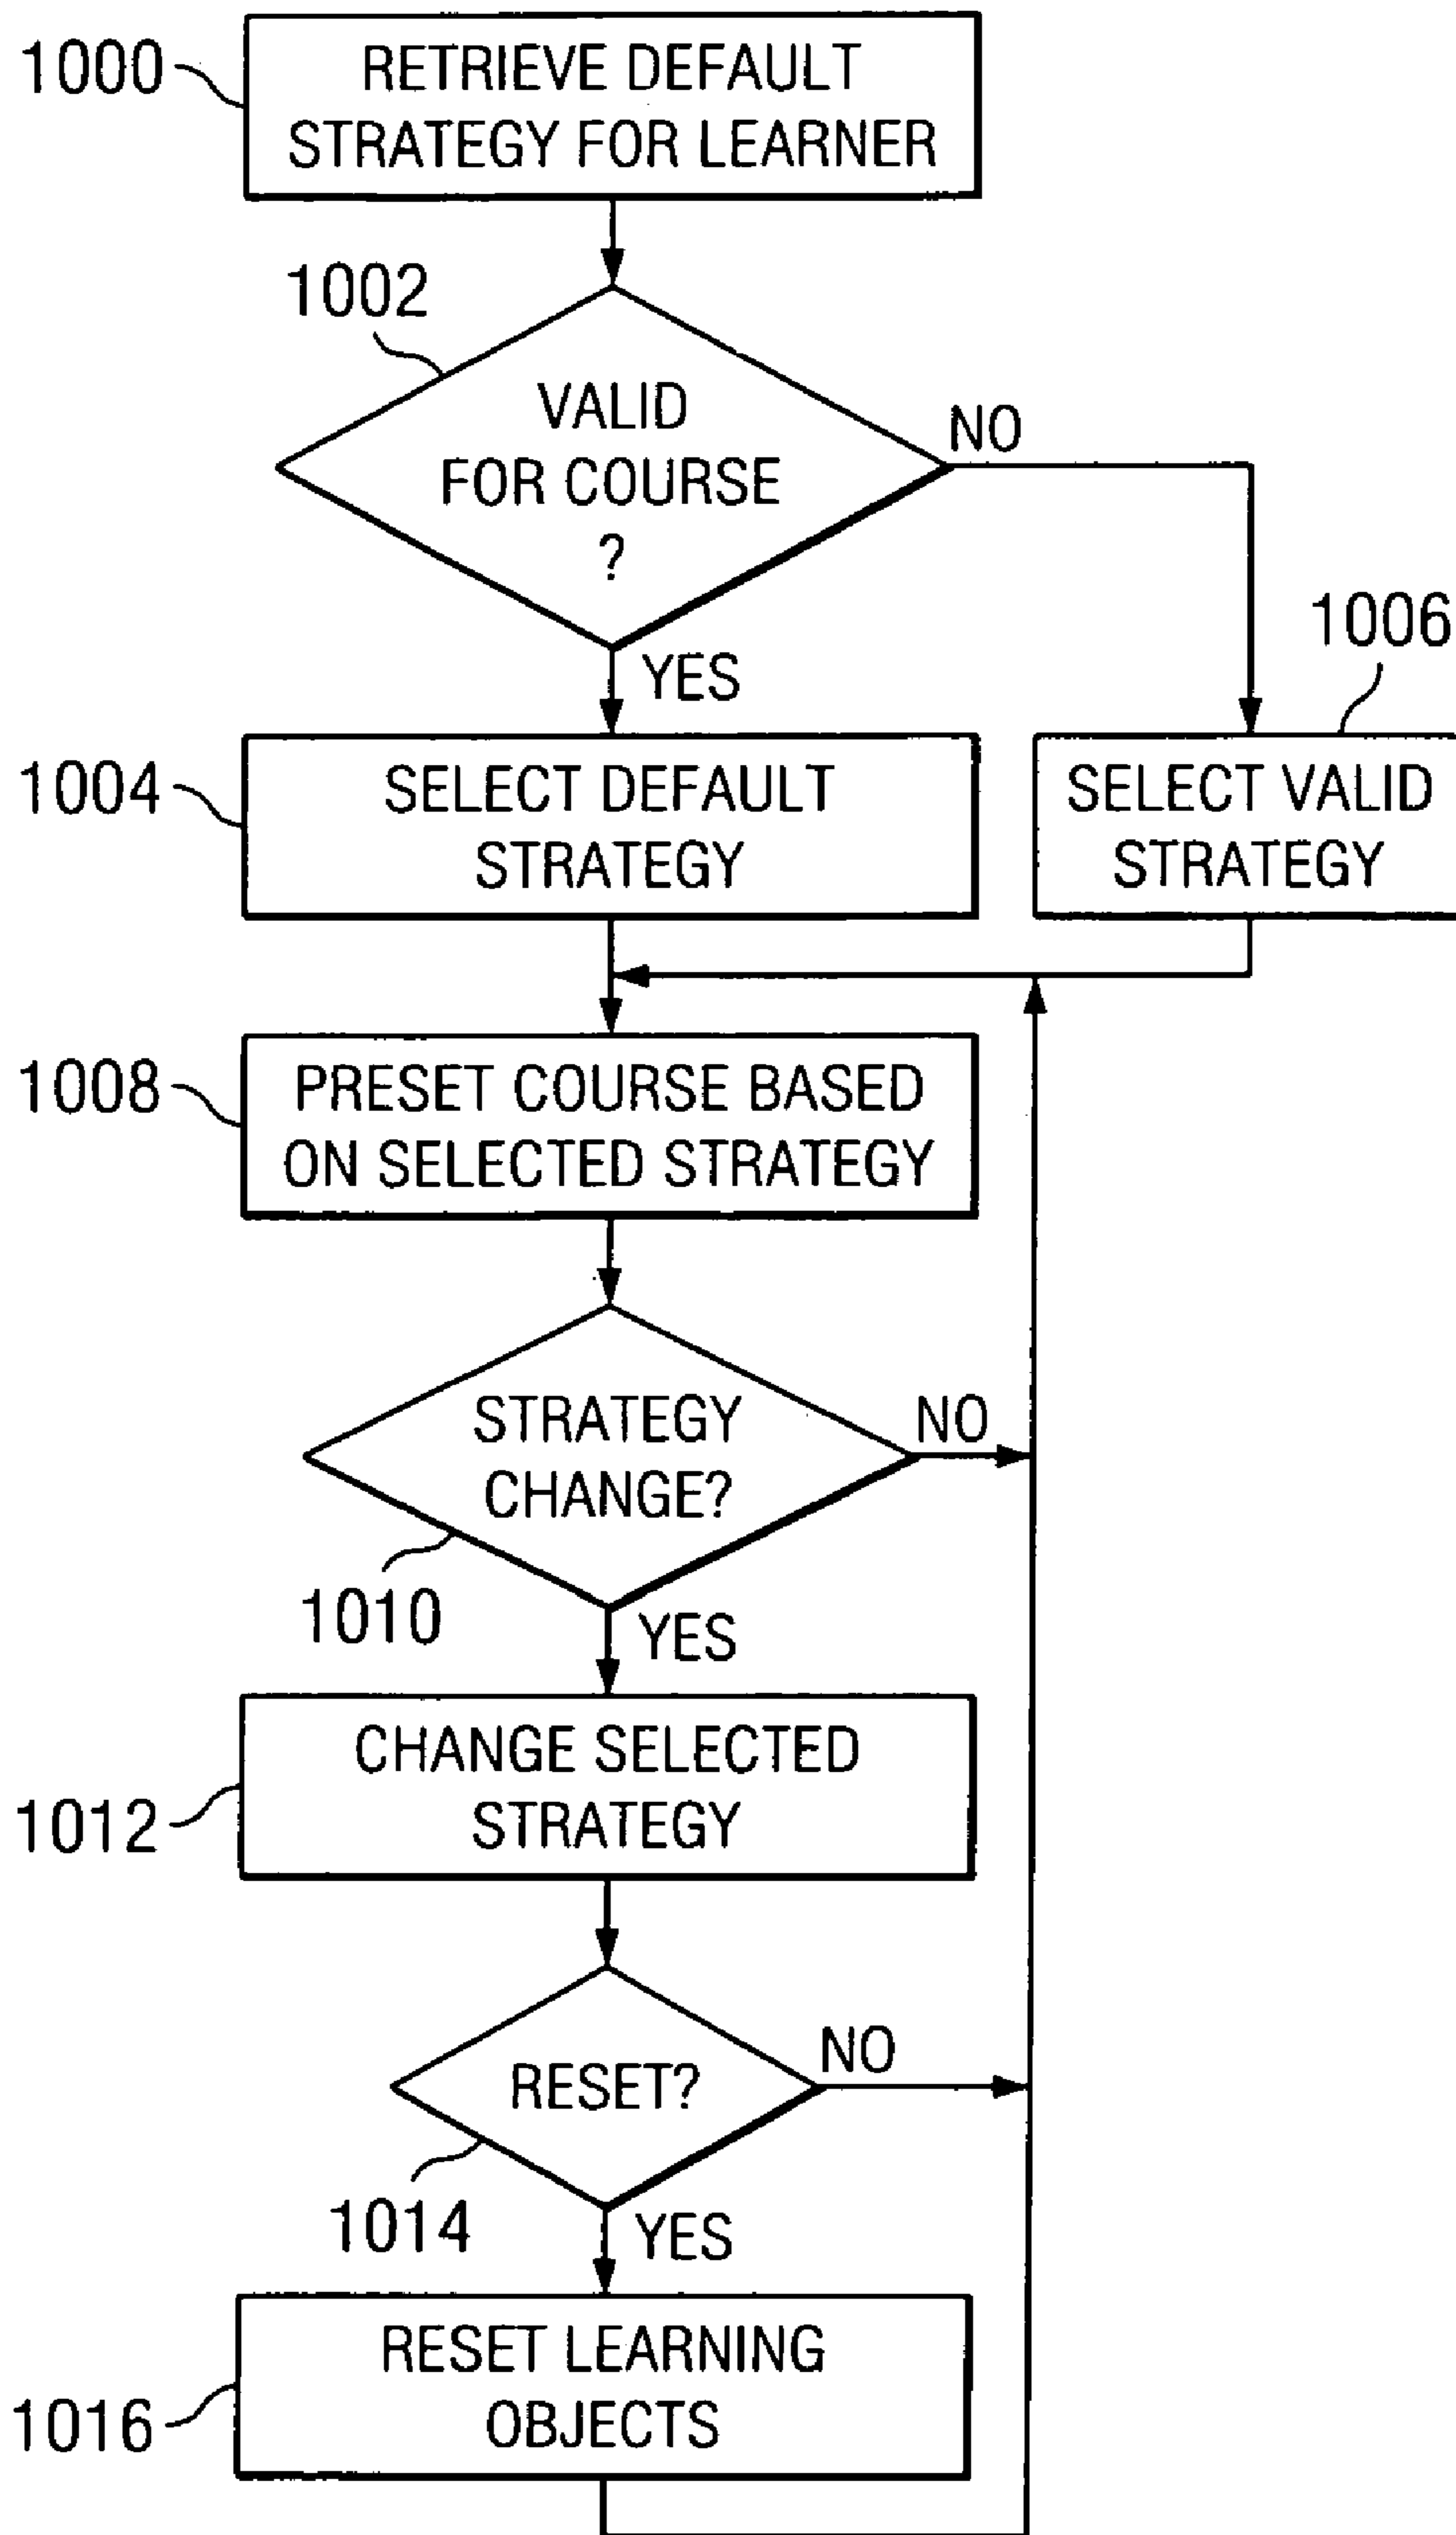 1000
RETRIEVE DEFAULT
STRATEGY FOR LEARNER
1002
VALID
FOR COURSE
?
NO
YES
1006
1004
SELECT DEFAULT
STRATEGY
SELECT VALID
STRATEGY
1008
PRESET COURSE BASED
ON SELECTED STRATEGY
STRATEGY
CHANGE?
NO
1010
YES
CHANGE SELECTED
STRATEGY
1012
RESET?
NO
1014
YES
RESET LEARNING
OBJECTS
1016